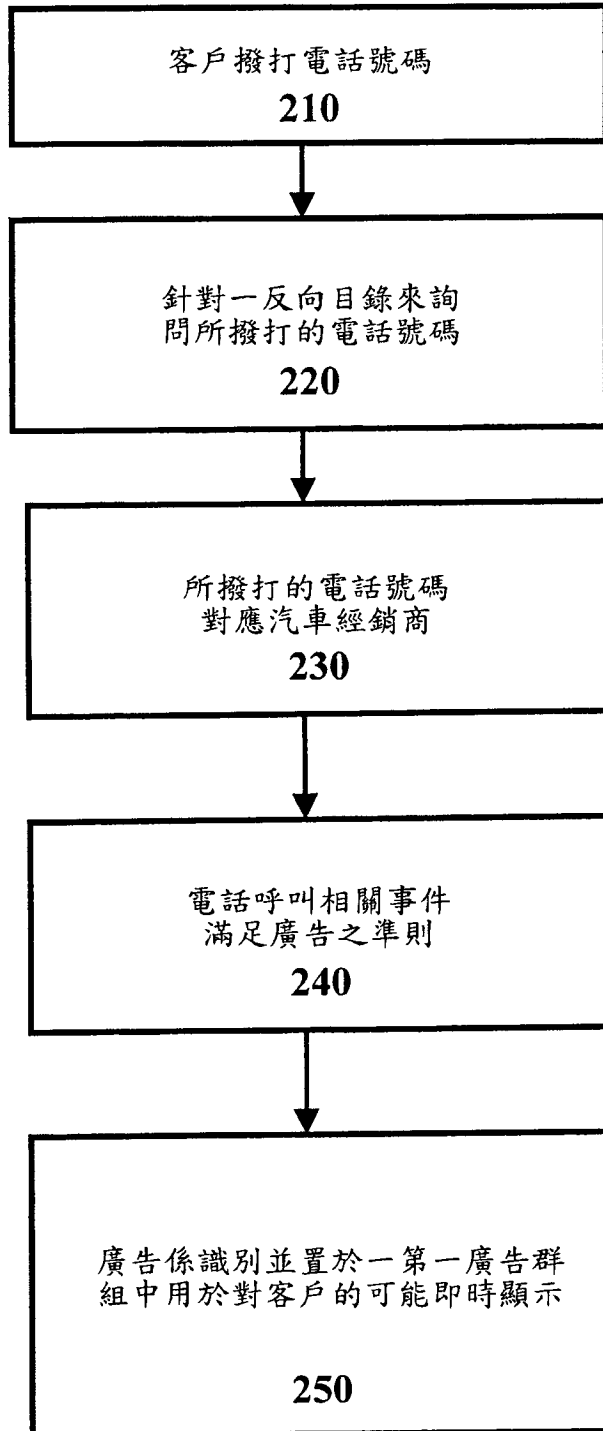 客戶撥打電話號碼
210
針對一反向目錄來詢
問所撥打的電話號碼
220
所撥打的電話號碼
對應汽車經銷商
230
電話呼叫相關事件
滿足廣告之準則
240
廣告係識別並置於一第一廣告群
組中用於對客戶的可能即時顯示
250